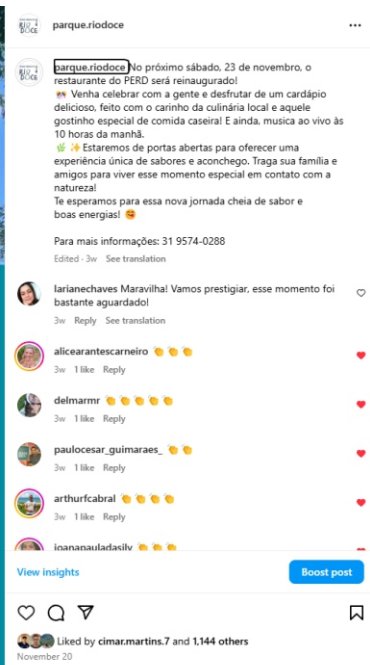 RIO
DOCE
parque.riodoce
RIO
DOCE
parque.riodoce No próximo sábado, 23 de novembro, o
restaurante do PERD será reinaugurado!
Venha celebrar com a gente e desfrutar de um cardápio
delicioso, feito com o carinho da culinária local e aquele
gostinho especial de comida caseira! E ainda, musica ao vivo às
10 horas da manhã.
Estaremos de portas abertas para oferecer uma
experiência única de sabores e aconchego. Traga sua família e
amigos para viver esse momento especial em contato com a
natureza!
Te esperamos para essa nova jornada cheia de sabor e
boas energias! 😋
Para mais informações: 31 9574-0288
Edited · 3w See translation
larianechaves Maravilha! Vamos prestigiar, esse momento foi
bastante aguardado!
3w Reply See translation
alicearantescarneiro 👏 👏 👏
3w 1 like Reply
delmarmr 👏 👏 👏 👏 👏
3w 1 like Reply
paulocesar_guimaraes_ 👏 👏
3w 1 like Reply
arthurfcabral 👏 👏 👏 👏
3w 1 like Reply
joanapauladasily 👏 👏 👏
View insights
Boost post
Liked by cimar.martins.7 and 1,144 others
November 20